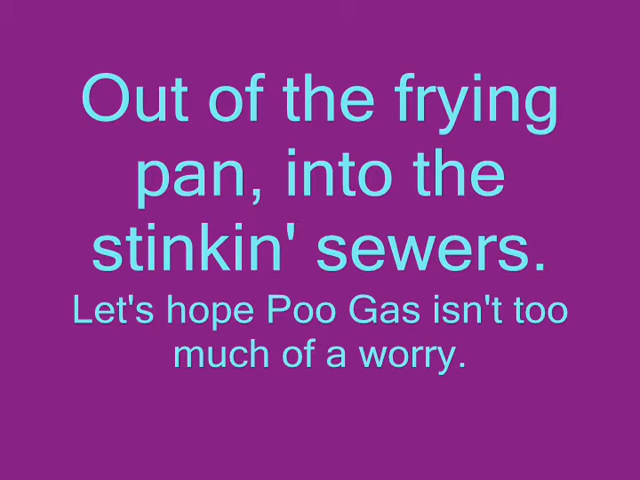 Out of the frying
pan, into the
stinkin' sewers.
Let's hope Poo Gas isn't too
much of a worry.